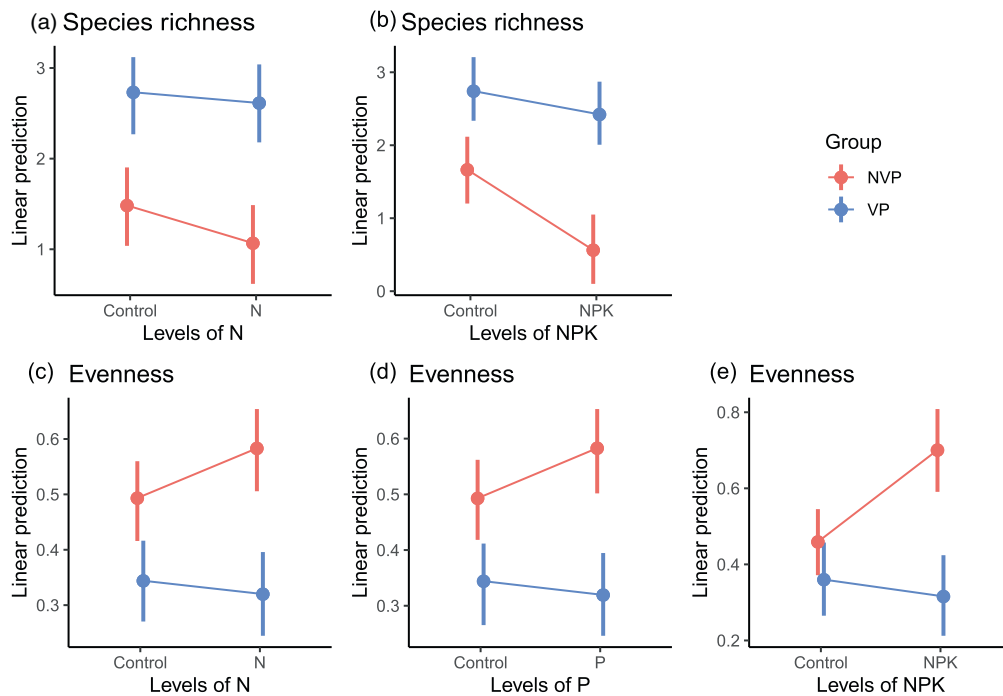 (a) Species richness
Linear prediction
3
2
1
Control N
Levels of N
(b) Species richness
Linear prediction
3
2
1
0
Control NPK
Levels of NPK
Group
NVP
VP
(c) Evenness
Linear prediction
0.6
0.5
0.4
0.3
Control N
Levels of N
(d) Evenness
Linear prediction
0.6
0.5
0.4
0.3
Control P
Levels of P
(e) Evenness
Linear prediction
0.8
0.6
0.4
0.2
Control NPK
Levels of NPK